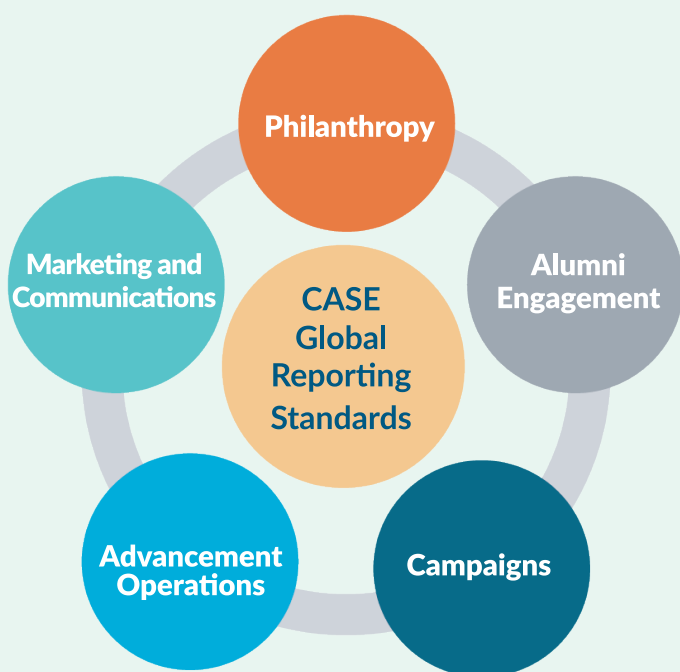 Philanthropy
Marketing and
Communications
Alumni
Engagement
CASE
Global
Reporting
Standards
Advancement
Operations
Campaigns